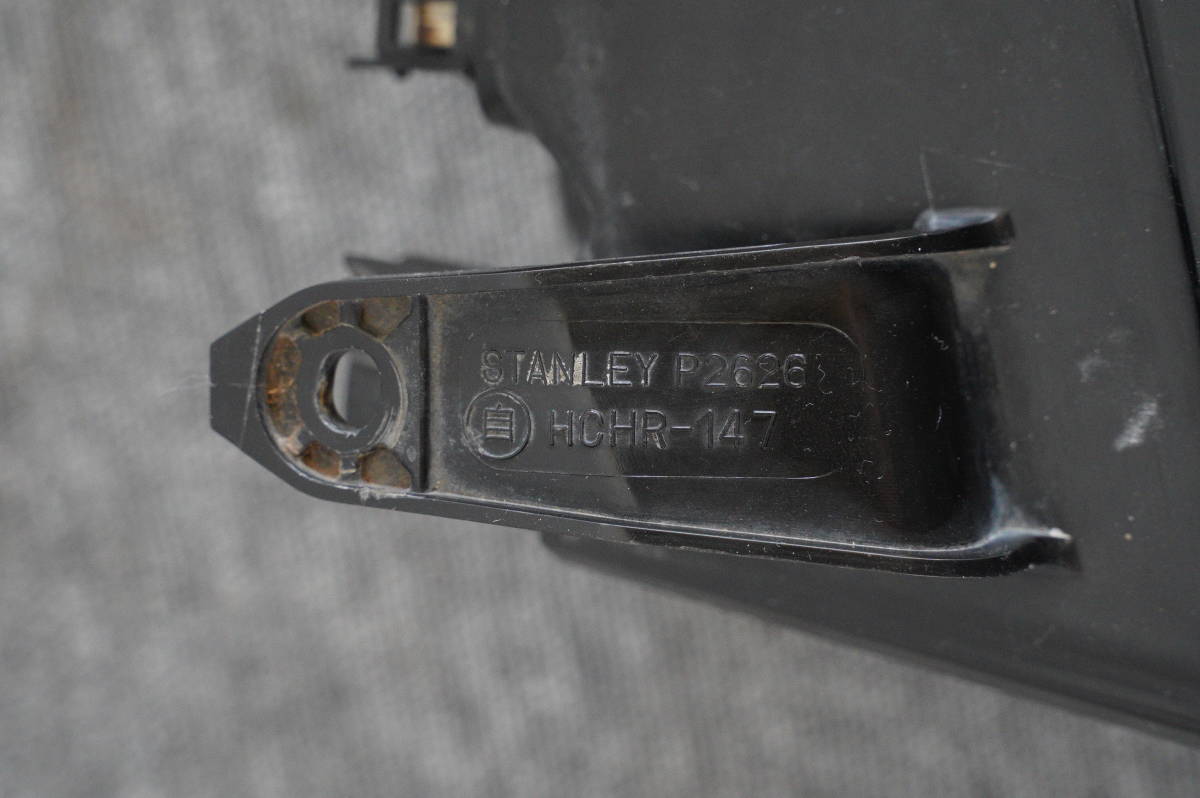 STANLEY P2626
自 HCHR-147